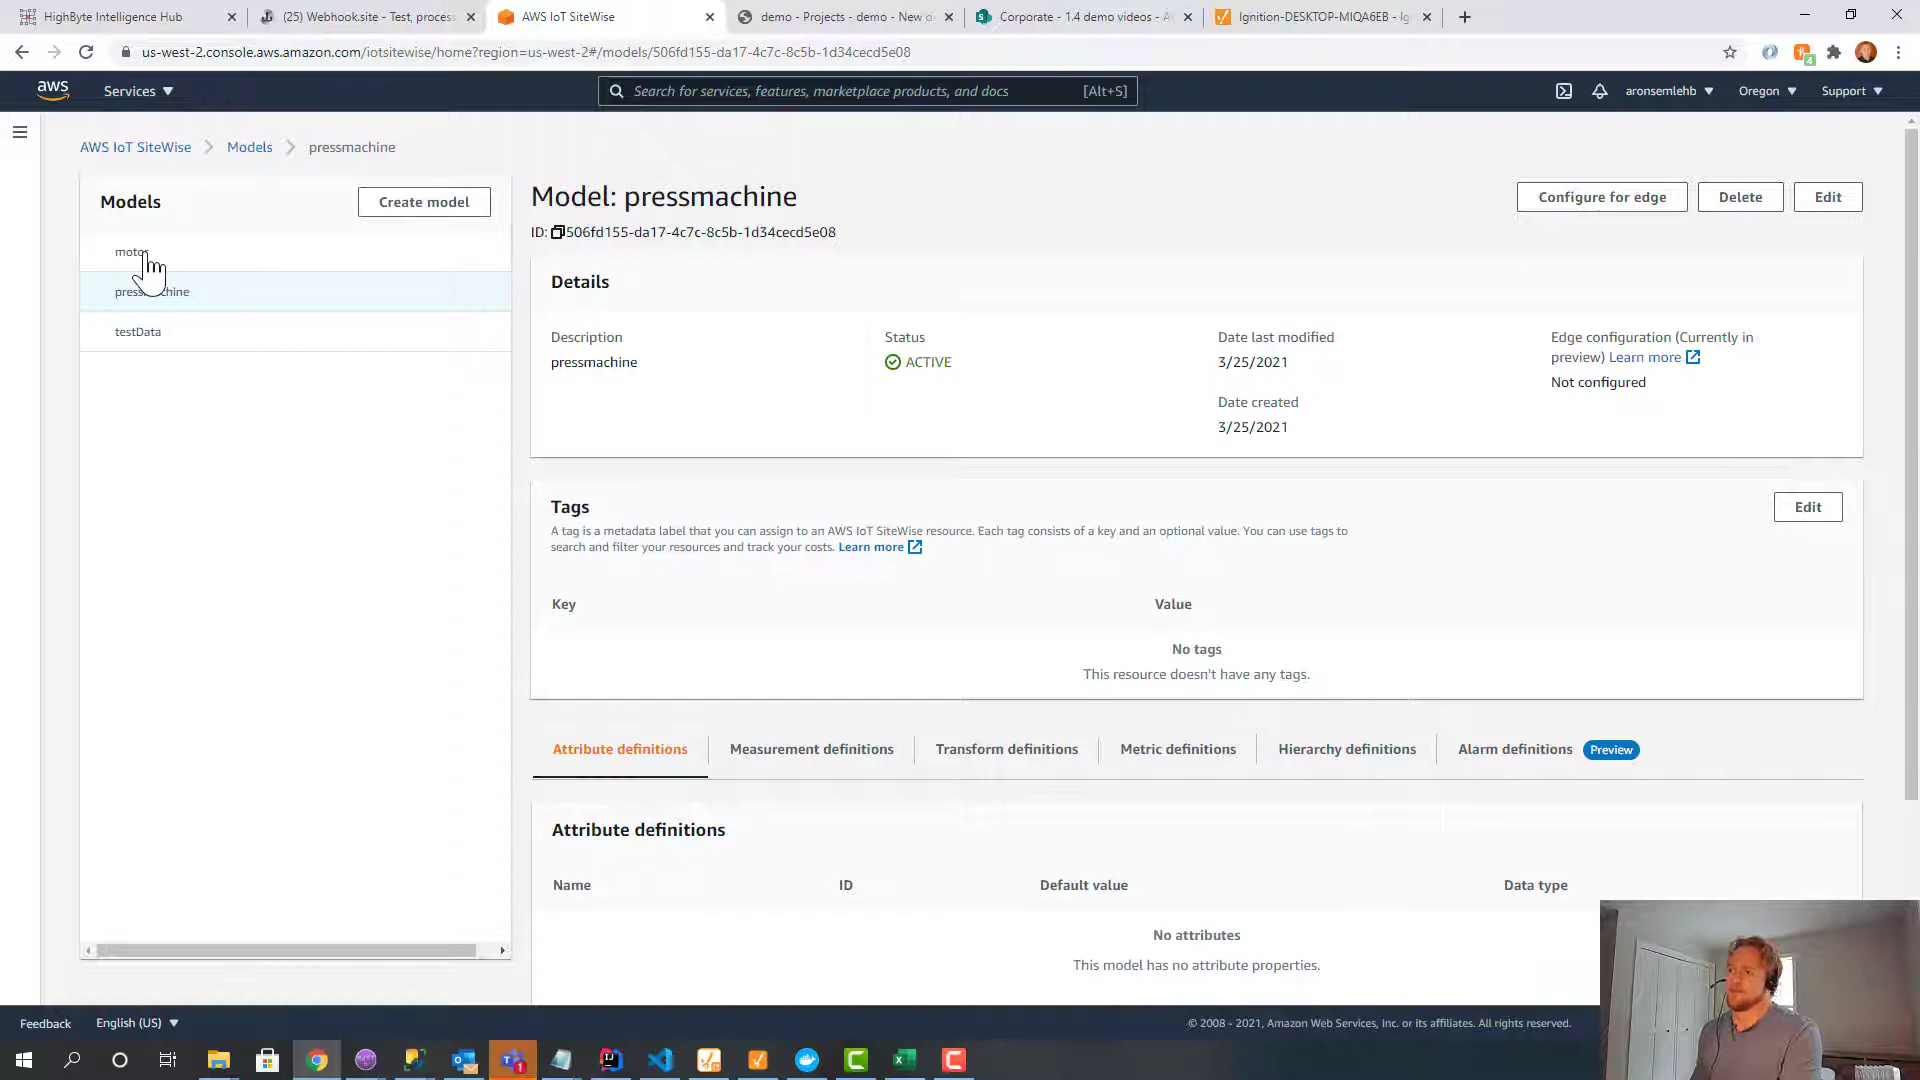 HighByte Intelligence Hub
(25) Webhook.site - Test, process
AWS IoT SiteWise
demo - Projects - demo - New d
Corporate - 1.4 demo videos - A
Ignition-DESKTOP-MIQA6EB - Ig
us-west-2.console.aws.amazon.com/iotsitewise/home?region=us-west-2#/models/506fd155-da17-4c7c-8c5b-1d34cecd5e08
4
aws
Services
Search for services, features, marketplace products, and docs
[Alt+S]
aronsemlehb
Oregon
Support
AWS IoT SiteWise
Models
pressmachine
Models
Create model
motor
testData
Model: pressmachine
Configure for edge
Delete
Edit
ID: 506fd155-da17-4c7c-8c5b-1d34cecd5e08
Details
Description
pressmachine
Status
ACTIVE
Date last modified
3/25/2021
Date created
3/25/2021
Edge configuration (Currently in
preview) Learn more
Not configured
Tags
Edit
A tag is a metadata label that you can assign to an AWS IoT SiteWise resource. Each tag consists of a key and an optional value. You can use tags to
search and filter your resources and track your costs. Learn more
Key
Value
No tags
This resource doesn't have any tags.
Attribute definitions
Measurement definitions
Transform definitions
Metric definitions
Hierarchy definitions
Alarm definitions
Preview
Attribute definitions
Name
ID
Default value
Data type
No attributes
This model has no attribute properties.
Feedback
English (US)
© 2008 - 2021, Amazon Web Services, Inc. or its affiliates. All rights reserved.